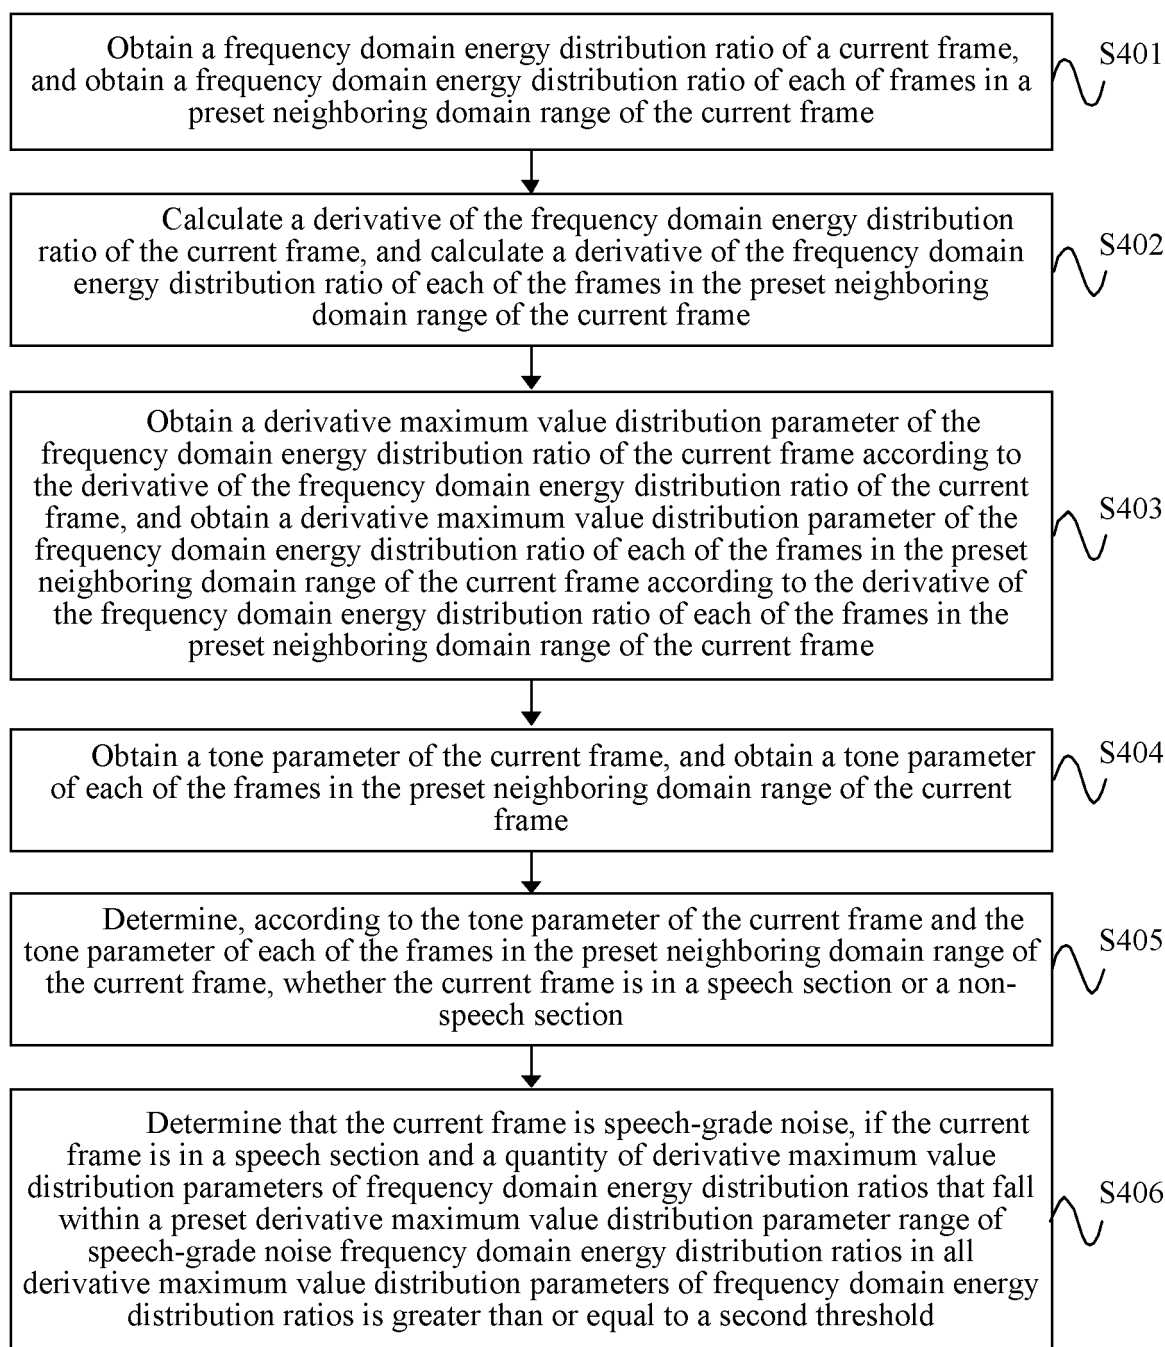 Obtain a frequency domain energy distribution ratio of a current frame,
and obtain a frequency domain energy distribution ratio of each of frames in a
preset neighboring domain range of the current frame
S401
Calculate a derivative of the frequency domain energy distribution
ratio of the current frame, and calculate a derivative of the frequency domain
energy distribution ratio of each of the frames in the preset neighboring
domain range of the current frame
S402
Obtain a derivative maximum value distribution parameter of the
frequency domain energy distribution ratio of the current frame according to
the derivative of the frequency domain energy distribution ratio of the current
frame, and obtain a derivative maximum value distribution parameter of the
frequency domain energy distribution ratio of each of the frames in the preset
neighboring domain range of the current frame according to the derivative of
the frequency domain energy distribution ratio of each of the frames in the
preset neighboring domain range of the current frame
S403
Obtain a tone parameter of the current frame, and obtain a tone parameter
of each of the frames in the preset neighboring domain range of the current
frame
S404
Determine, according to the tone parameter of the current frame and the
tone parameter of each of the frames in the preset neighboring domain range of
the current frame, whether the current frame is in a speech section or a non-
speech section
S405
Determine that the current frame is speech-grade noise, if the current
frame is in a speech section and a quantity of derivative maximum value
distribution parameters of frequency domain energy distribution ratios that fall
within a preset derivative maximum value distribution parameter range of
speech-grade noise frequency domain energy distribution ratios in all
derivative maximum value distribution parameters of frequency domain energy
distribution ratios is greater than or equal to a second threshold
S406